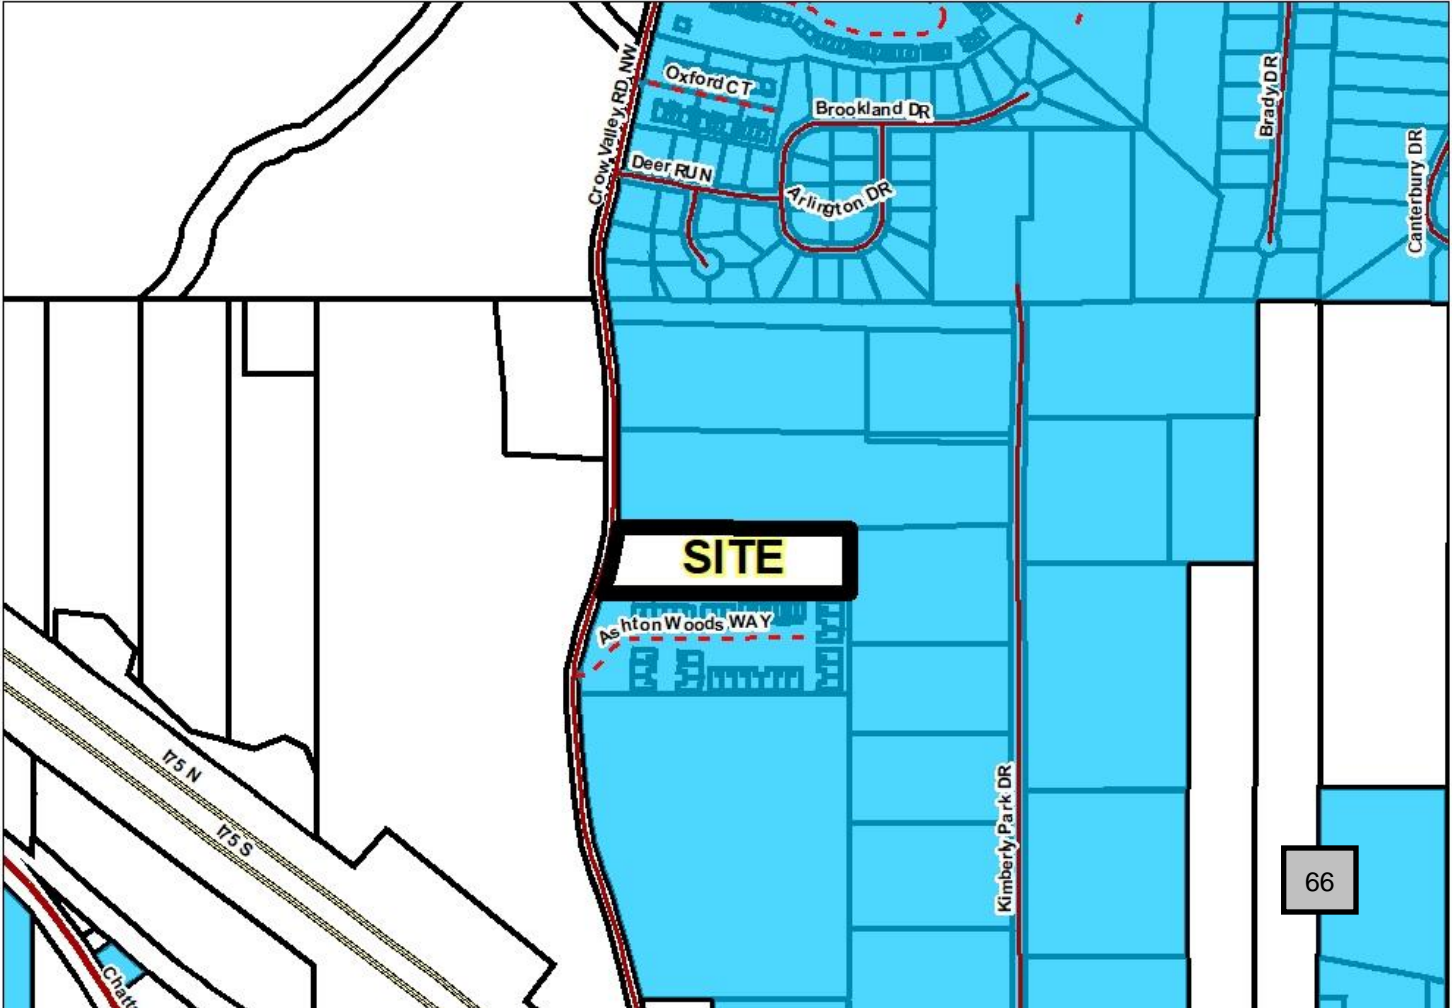 Crow Valley RD, NW
Oxford CT
Brookland DR
Brady DR
Canterbury DR
Deer RUN
Arlington DR
SITE
Ashton Woods WAY
I75 N
I75 S
Kimberly Park DR
66